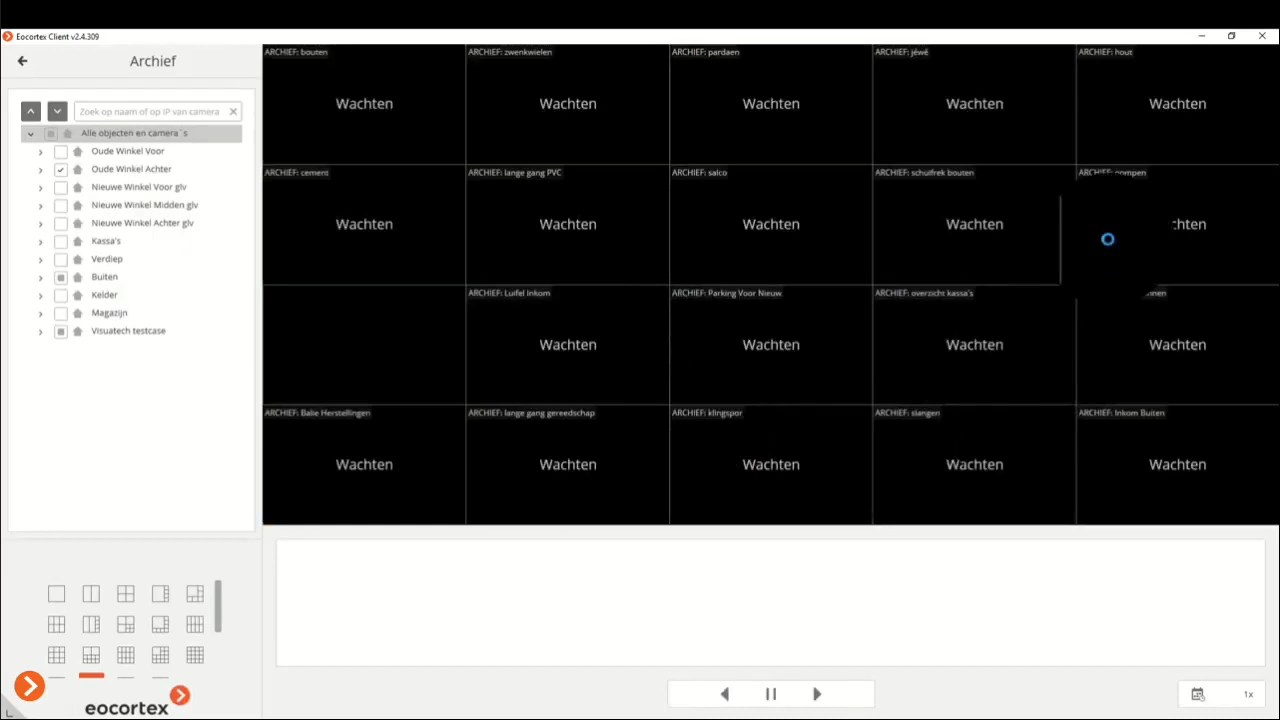 Eocortex Client v2.4.309
Archief
Zoek op naam of op IP van camera
Alle objecten en camera¨s
Oude Winkel Voor
Oude Winkel Achter
Nieuwe Winkel Voor glv
Nieuwe Winkel Midden glv
Nieuwe Winkel Achter glv
Kassa's
Verdiep
Buiten
Kelder
Magazijn
Visuatech testcase
ARCHIEF: bouten
ARCHIEF: zwenkwielen
ARCHIEF: pardaen
ARCHIEF: jéwé
ARCHIEF: hout
Wachten
Wachten
Wachten
Wachten
Wachten
ARCHIEF: cement
ARCHIEF: lange gang PVC
ARCHIEF: salco
ARCHIEF: schuifrek bouten
Wachten
Wachten
Wachten
Wachten
chten
ARCHIEF: Luifel Inkom
ARCHIEF: Parking Voor Nieuw
ARCHIEF: overzicht kassa's
Wachten
Wachten
Wachten
Wachten
ARCHIEF: Balie Herstellingen
ARCHIEF: lange gang gereedschap
ARCHIEF: klingspor
ARCHIEF: slangen
ARCHIEF: Inkom Buiten
Wachten
Wachten
Wachten
Wachten
Wachten
eocortex
1x